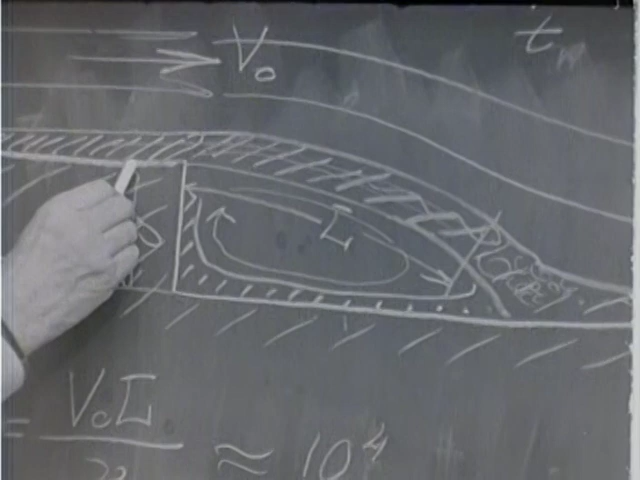 V₀
t
L
= V₀L / ν ≈ 10⁴